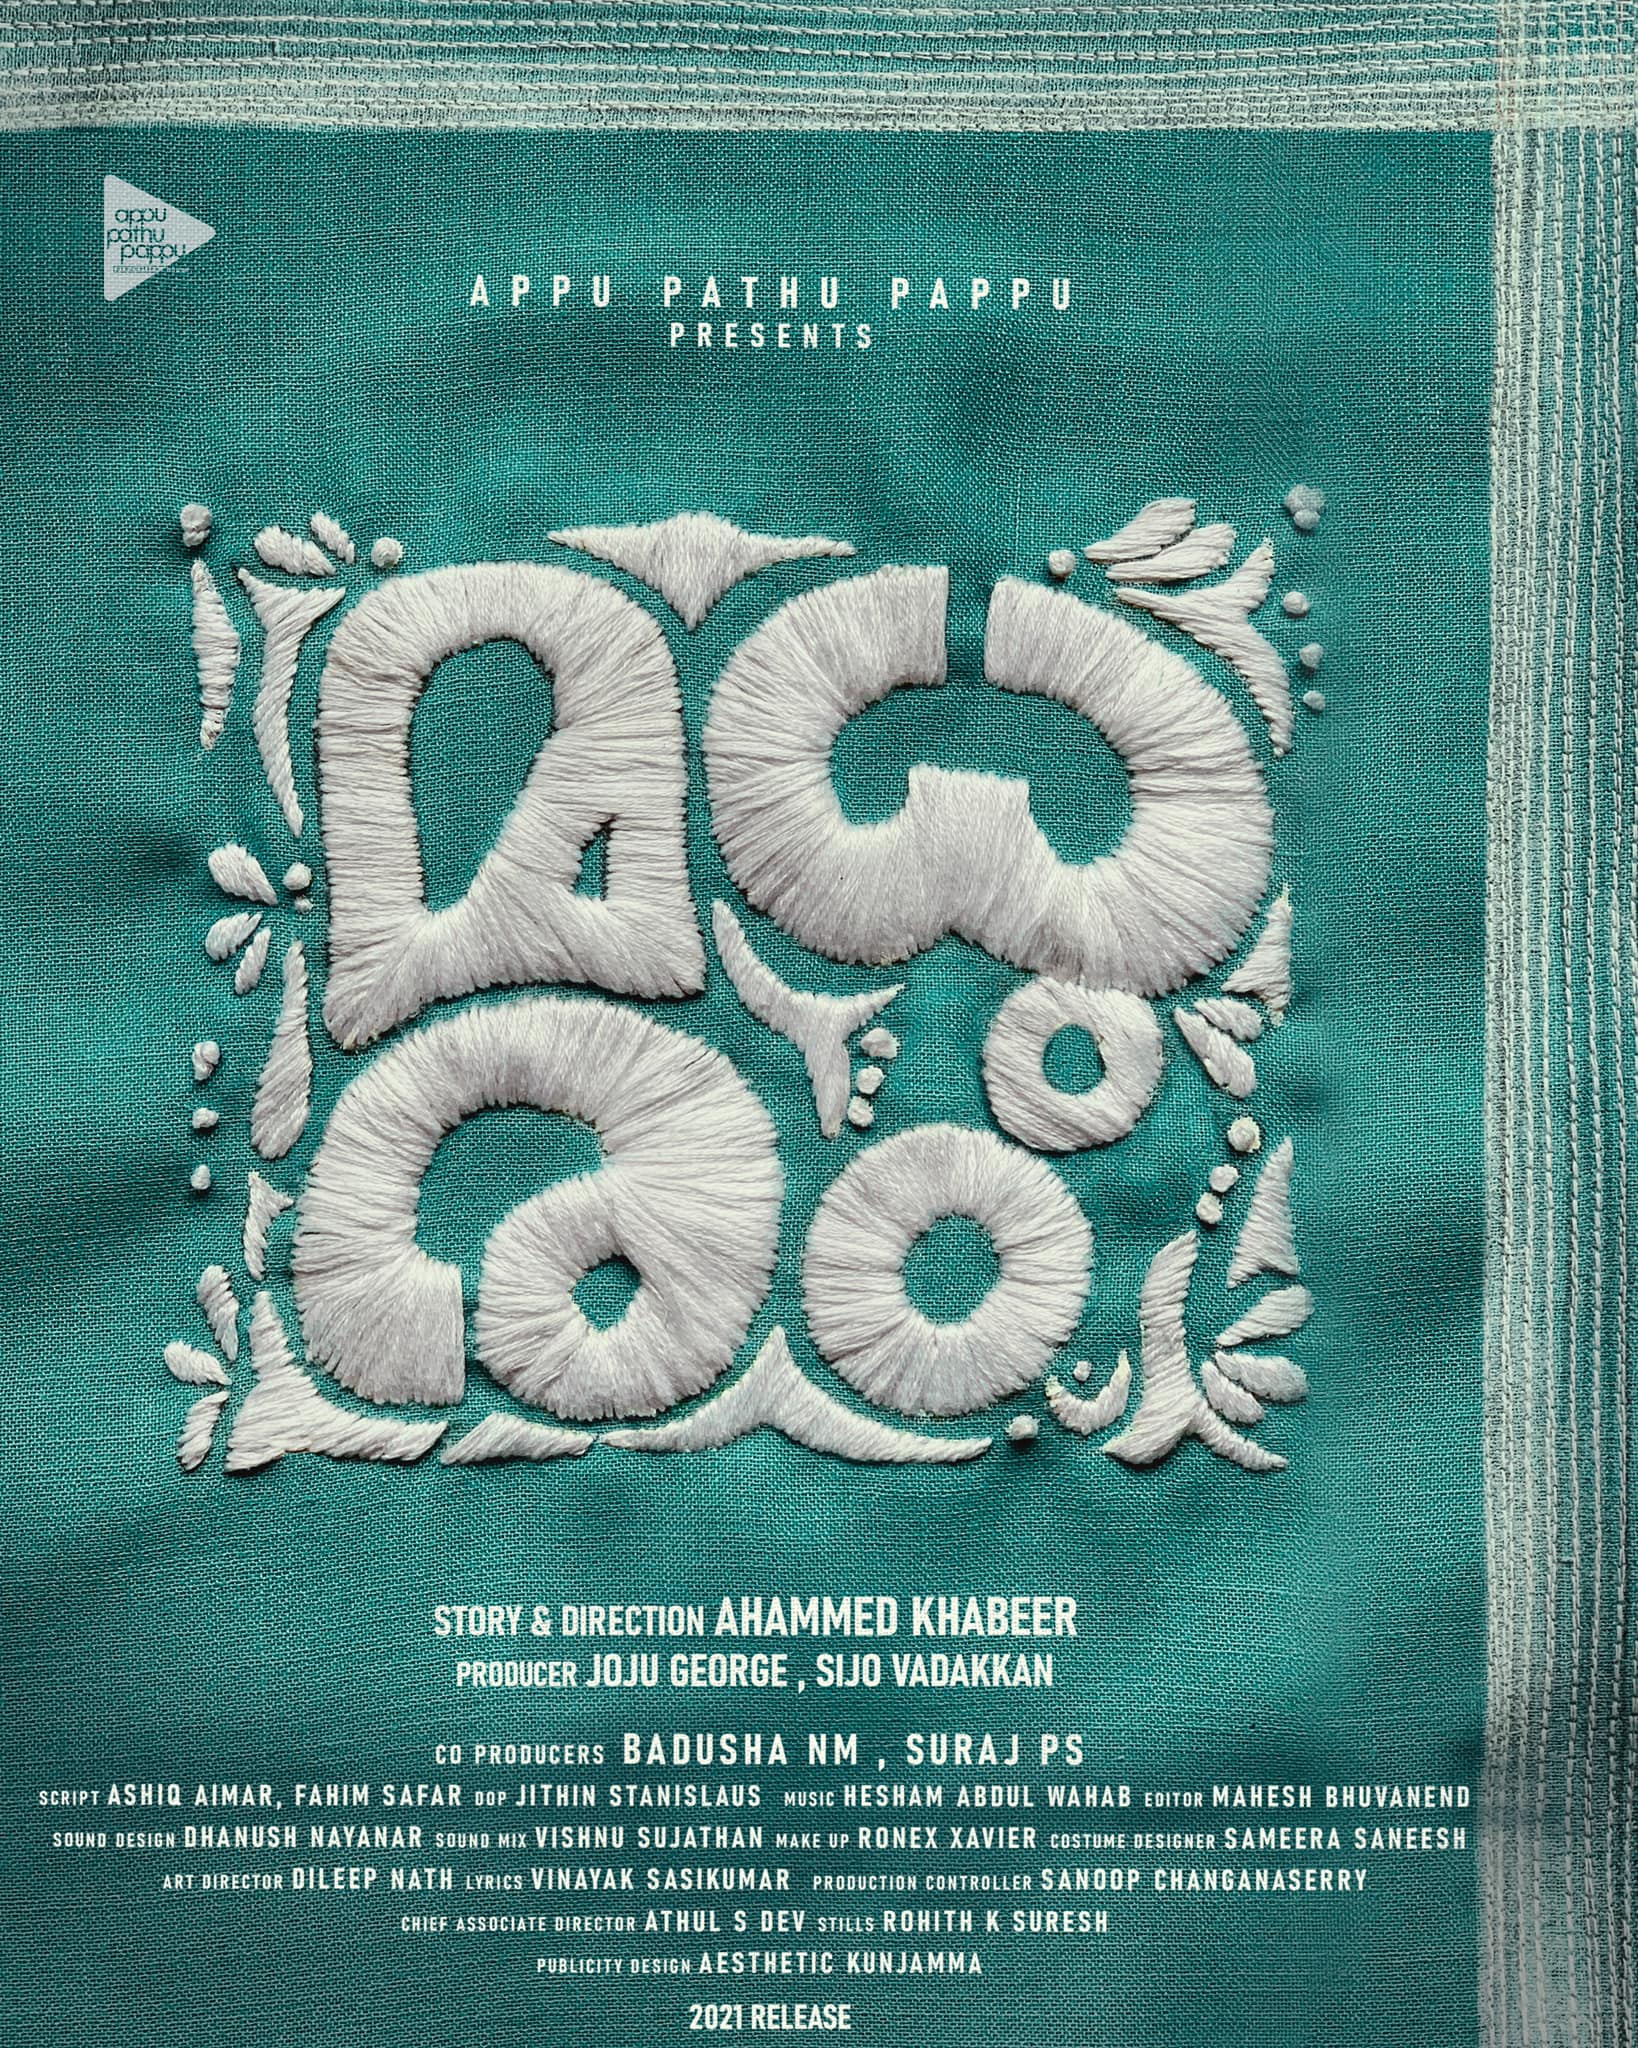 appu
pathu
pappu
APPU PATHU PAPPU
PRESENTS
മധു
രം
STORY & DIRECTION AHAMMED KHABEER
PRODUCER JOJU GEORGE , SIJO VADAKKAN
CO PRODUCERS BADUSHA NM , SURAJ PS
SCRIPT ASHIQ AIMAR, FAHIM SAFAR DOP JITHIN STANISLAUS MUSIC HESHAM ABDUL WAHAB EDITOR MAHESH BHUVANEND
SOUND DESIGN DHANUSH NAYANAR SOUND MIX VISHNU SUJATHAN MAKE UP RONEX XAVIER COSTUME DESIGNER SAMEERA SANEESH
ART DIRECTOR DILEEP NATH LYRICS VINAYAK SASIKUMAR PRODUCTION CONTROLLER SANOOP CHANGANASERRY
CHIEF ASSOCIATE DIRECTOR ATHUL S DEV STILLS ROHITH K SURESH
PUBLICITY DESIGN AESTHETIC KUNJAMMA
2021 RELEASE